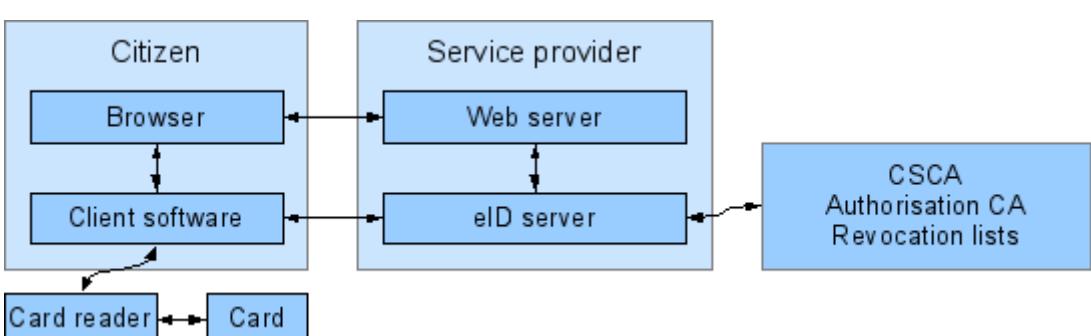 Citizen
Service provider
Browser
Web server
Client software
eID server
CSCA
Authorisation CA
Revocation lists
Card reader
Card